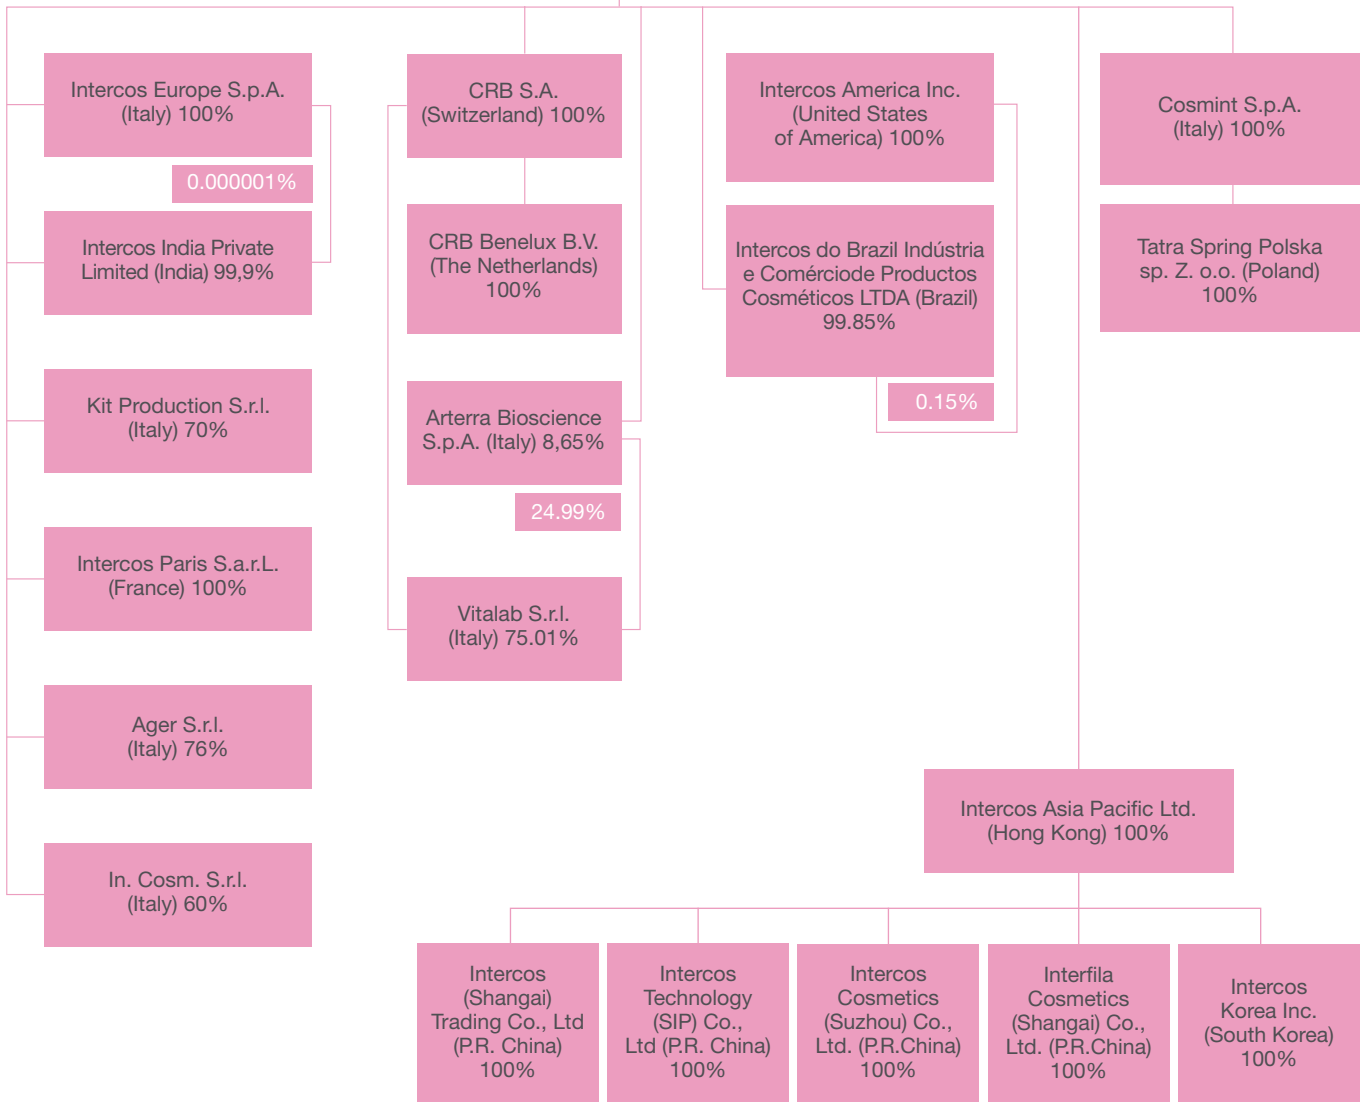 Intercos Europe S.p.A.
(Italy) 100%
0.000001%
Intercos India Private
Limited (India) 99,9%
Kit Production S.r.l.
(Italy) 70%
Intercos Paris S.a.r.L.
(France) 100%
Ager S.r.l.
(Italy) 76%
In. Cosm. S.r.l.
(Italy) 60%
CRB S.A.
(Switzerland) 100%
CRB Benelux B.V.
(The Netherlands)
100%
Arterra Bioscience
S.p.A. (Italy) 8,65%
24.99%
Vitalab S.r.l.
(Italy) 75.01%
Intercos America Inc.
(United States
of America) 100%
Intercos do Brazil Indústria
e Comérciode Productos
Cosméticos LTDA (Brazil)
99.85%
0.15%
Cosmint S.p.A.
(Italy) 100%
Tatra Spring Polska
sp. Z. o.o. (Poland)
100%
Intercos Asia Pacific Ltd.
(Hong Kong) 100%
Intercos
(Shangai)
Trading Co., Ltd
(P.R. China)
100%
Intercos
Technology
(SIP) Co.,
Ltd (P.R. China)
100%
Intercos
Cosmetics
(Suzhou) Co.,
Ltd. (P.R.China)
100%
Interfila
Cosmetics
(Shangai) Co.,
Ltd. (P.R.China)
100%
Intercos
Korea Inc.
(South Korea)
100%